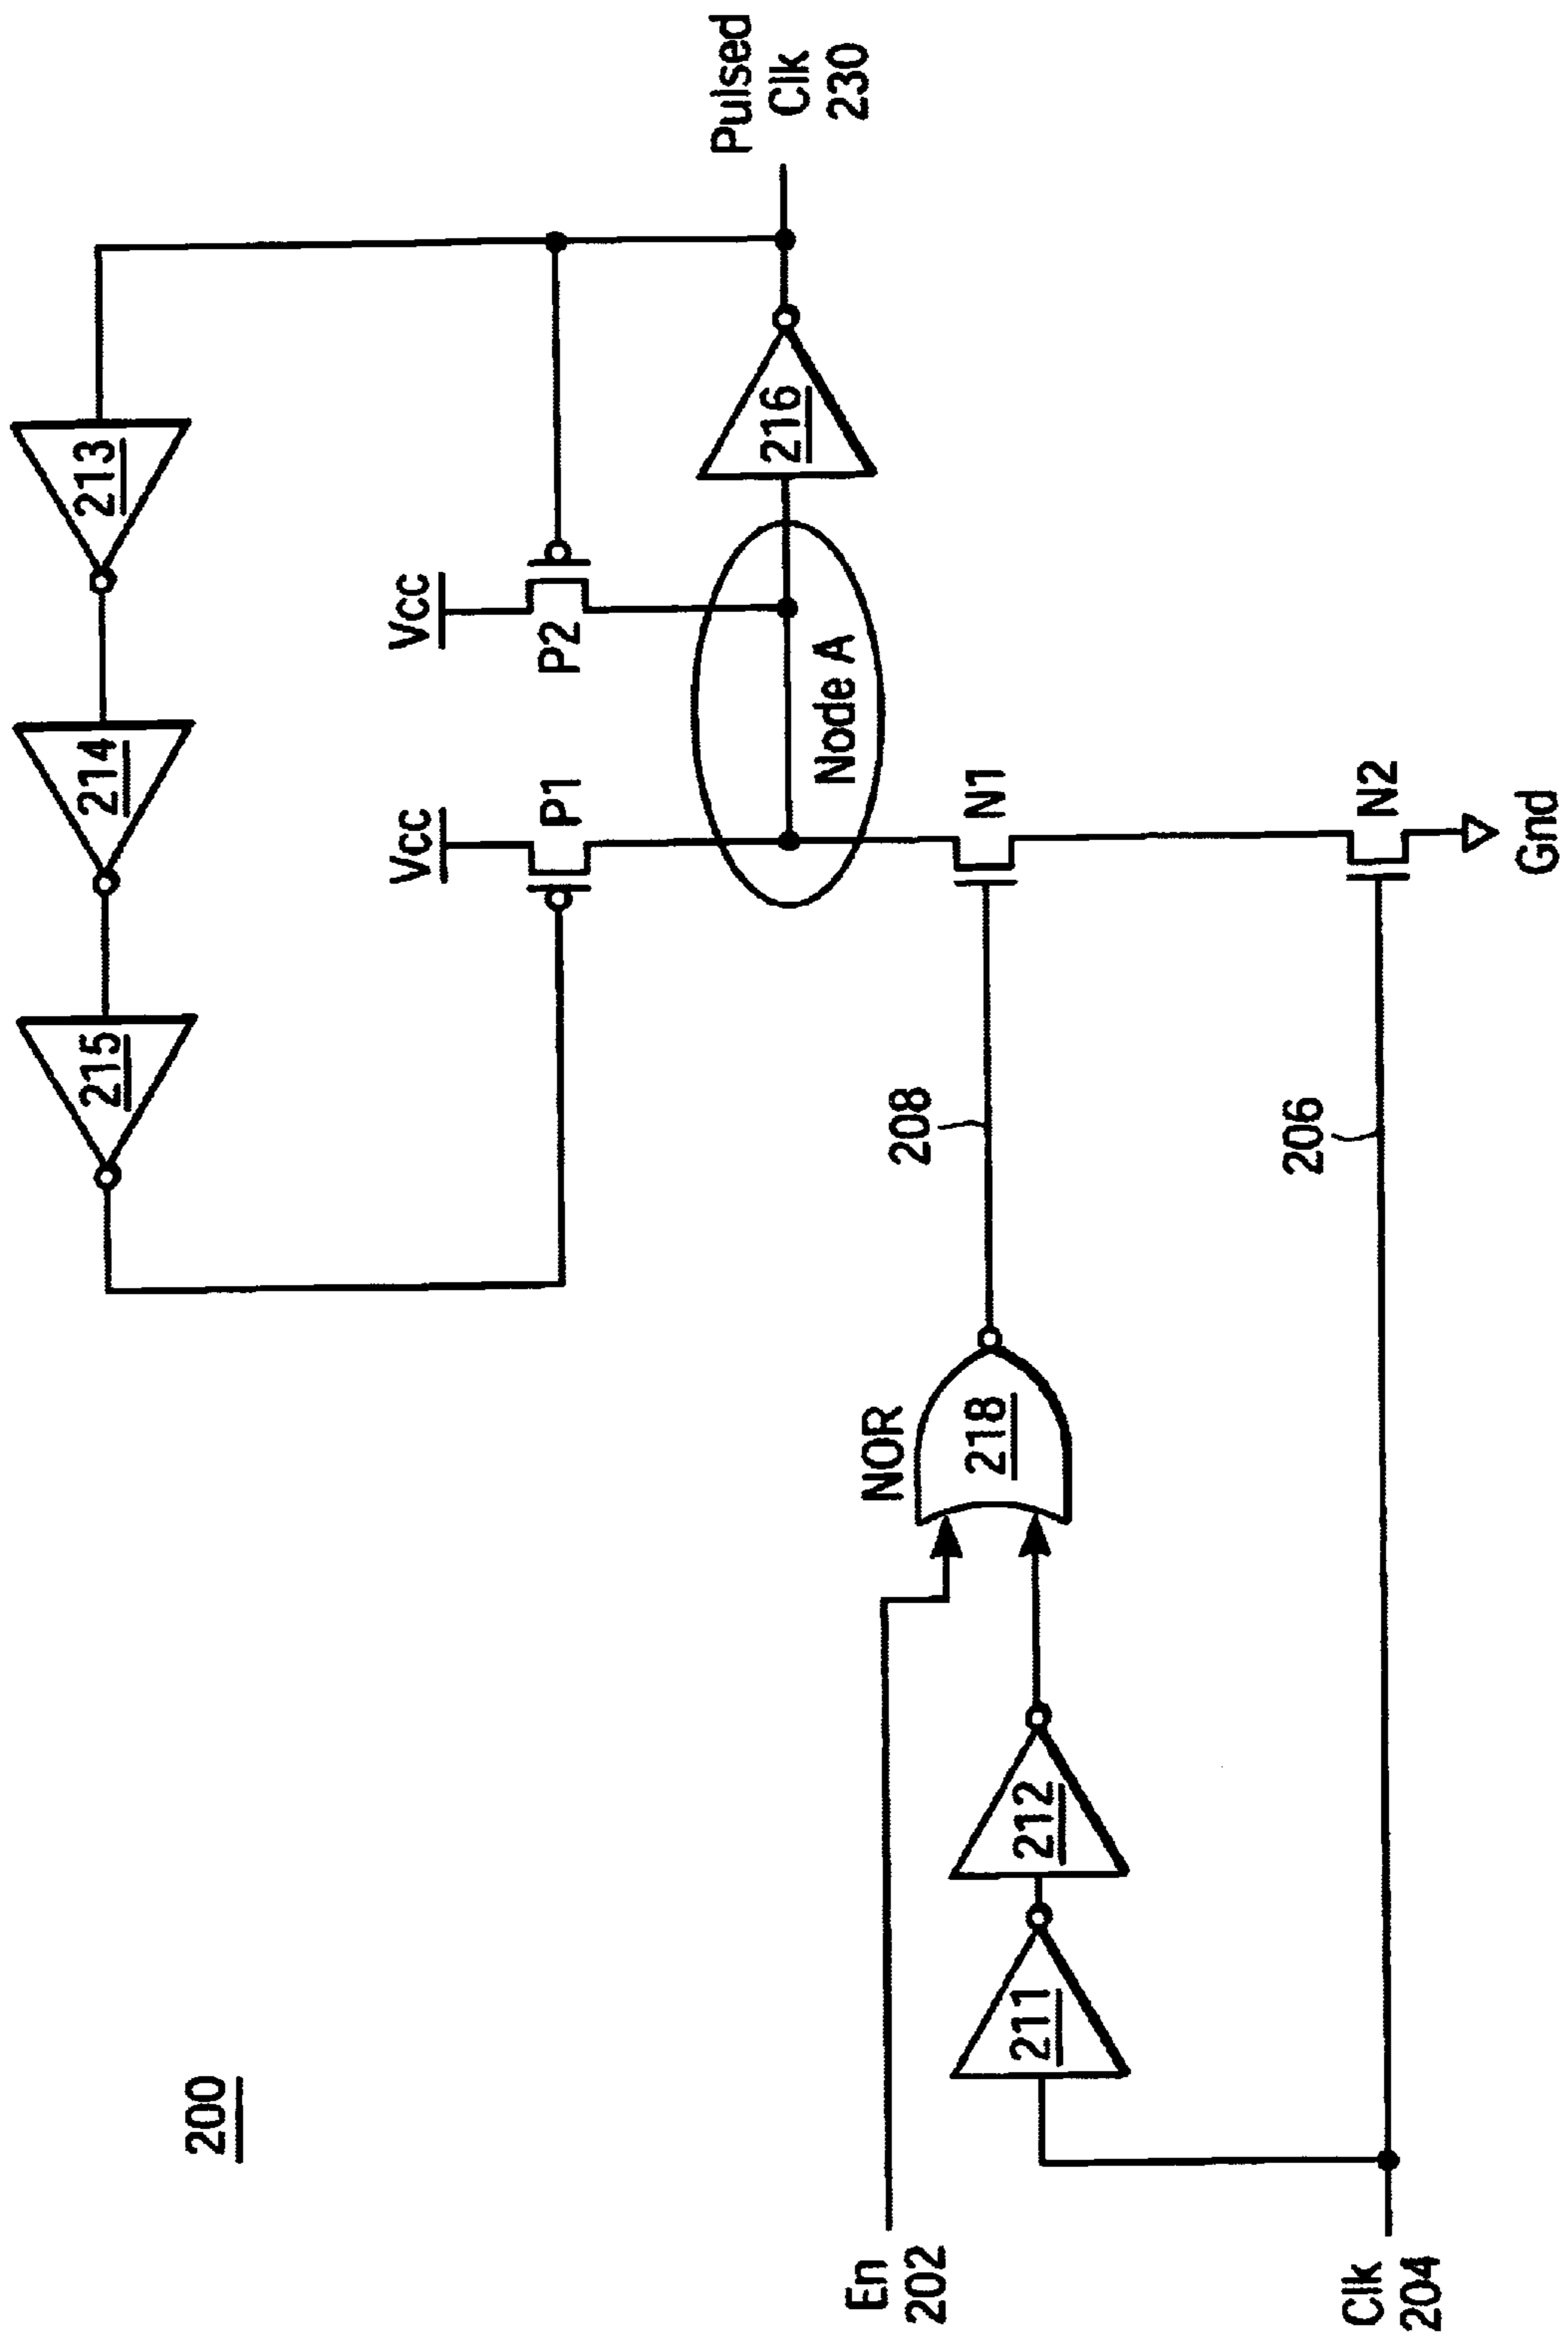 200
215
214
213
Vcc
P1
Vcc
P2
Node A
216
Pulsed
Clk
230
En
202
211
212
NOR
218
208
N1
Clk
204
206
N2
Gnd